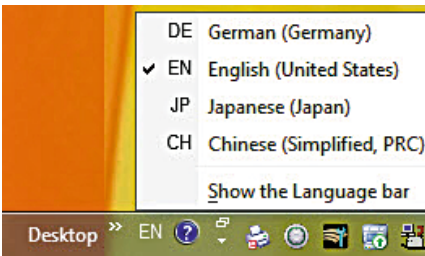 DE German (Germany)
EN English (United States)
JP Japanese (Japan)
CH Chinese (Simplified, PRC)
Show the Language bar
Desktop » EN